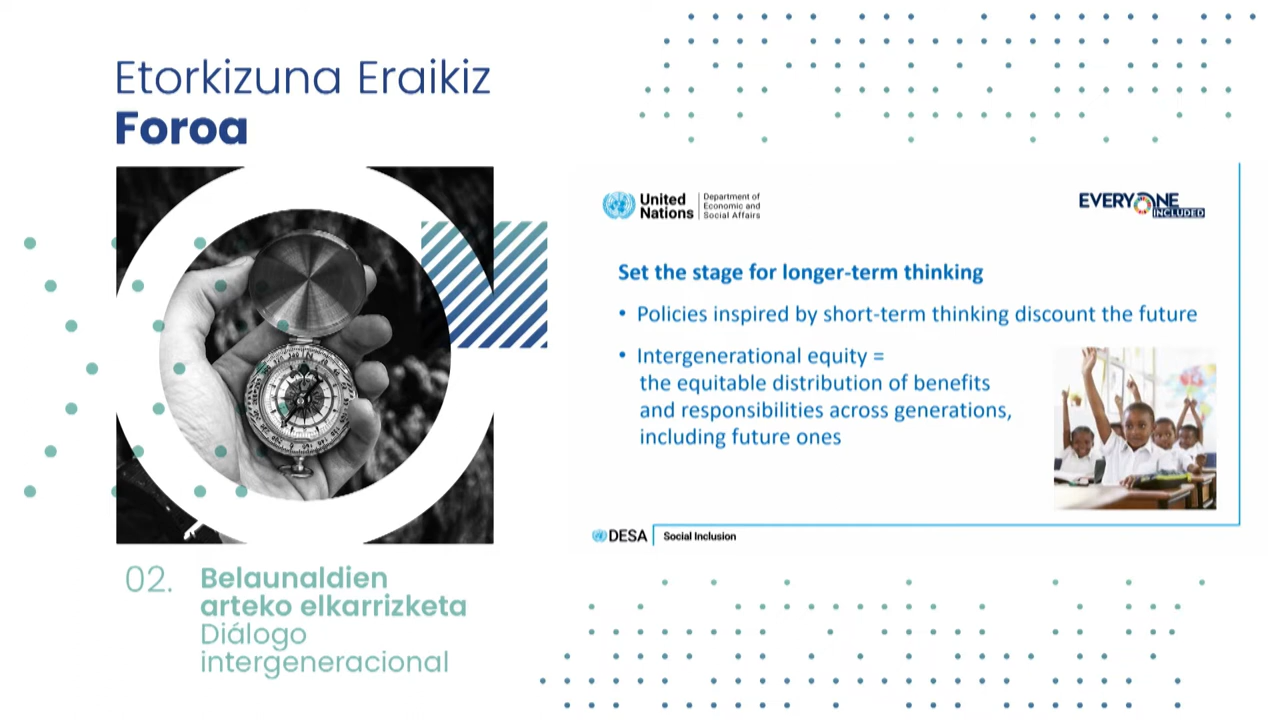 Etorkizuna Eraikiz
Foroa
United
Nations
Department of
Economic and
Social Affairs
EVERYONE
INCLUDED
Set the stage for longer-term thinking
• Policies inspired by short-term thinking discount the future
• Intergenerational equity =
the equitable distribution of benefits
and responsibilities across generations,
including future ones
DESA
Social Inclusion
02.
Belaunaldien
arteko elkarrizketa
Diálogo
intergeneracional